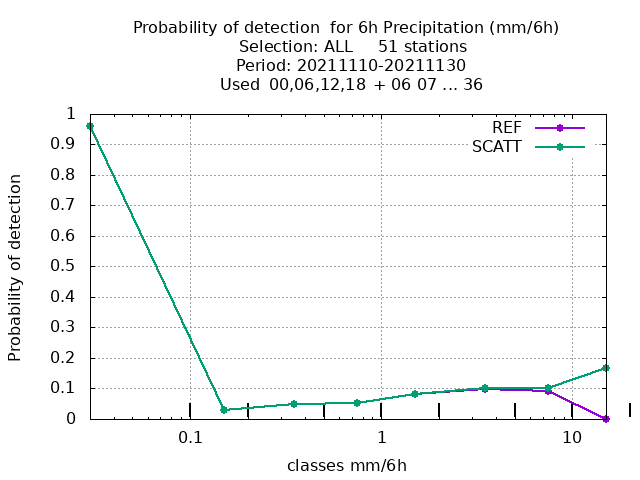 Probability of detection  for 6h Precipitation (mm/6h)
Selection: ALL     51 stations
Period: 20211110-20211130
Used  00,06,12,18  + 06 07 ... 36
REF
SCATT
1
0.9
0.8
0.7
0.6
0.5
0.4
0.3
0.2
0.1
0
Probability of detection
0.1 1 10
classes mm/6h